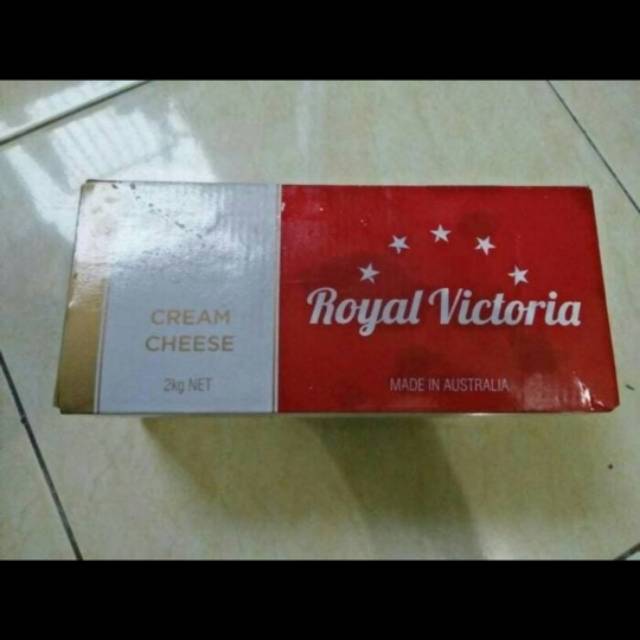 CREAM
CHEESE
2kg NET
Royal Victoria
MADE IN AUSTRALIA